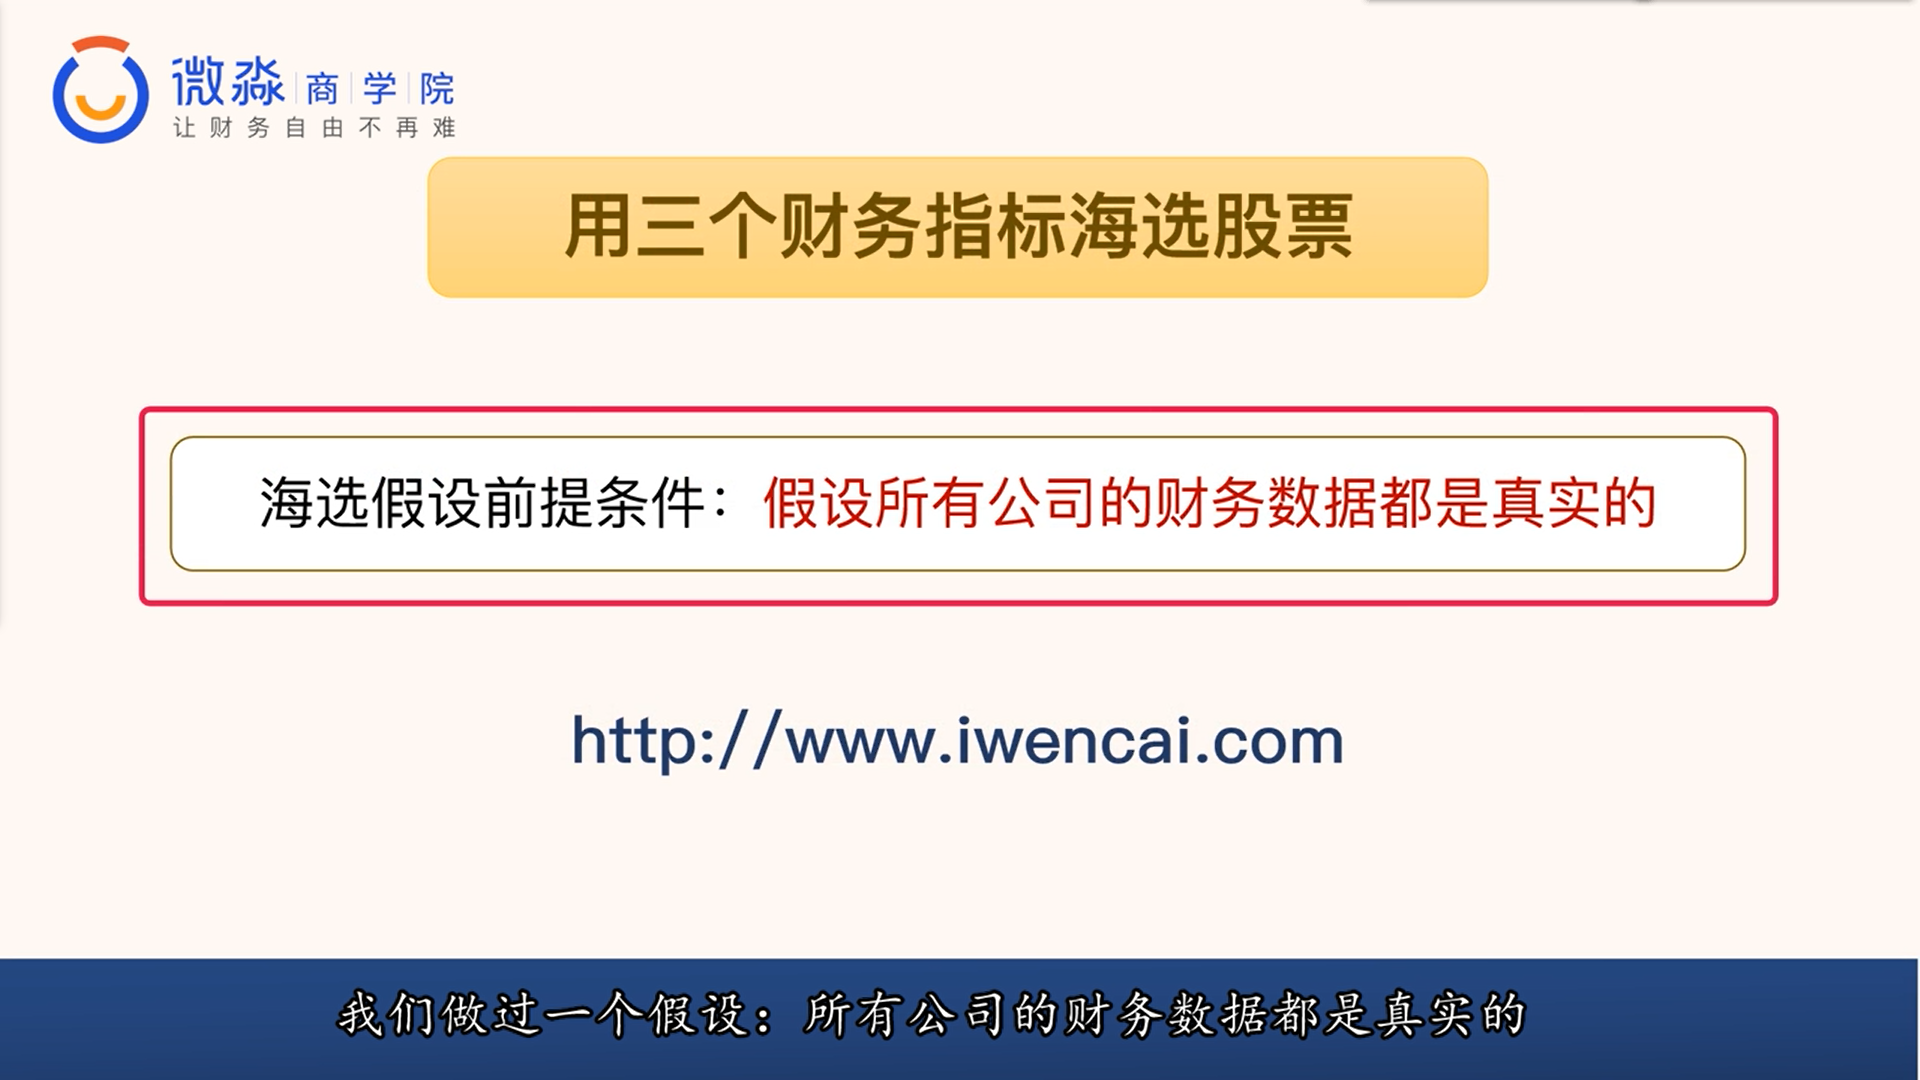 微淼 商 学 院
让财务自由不再难
用三个财务指标海选股票
海选假设前提条件：假设所有公司的财务数据都是真实的
http://www.iwencai.com
我们做过一个假设：所有公司的财务数据都是真实的